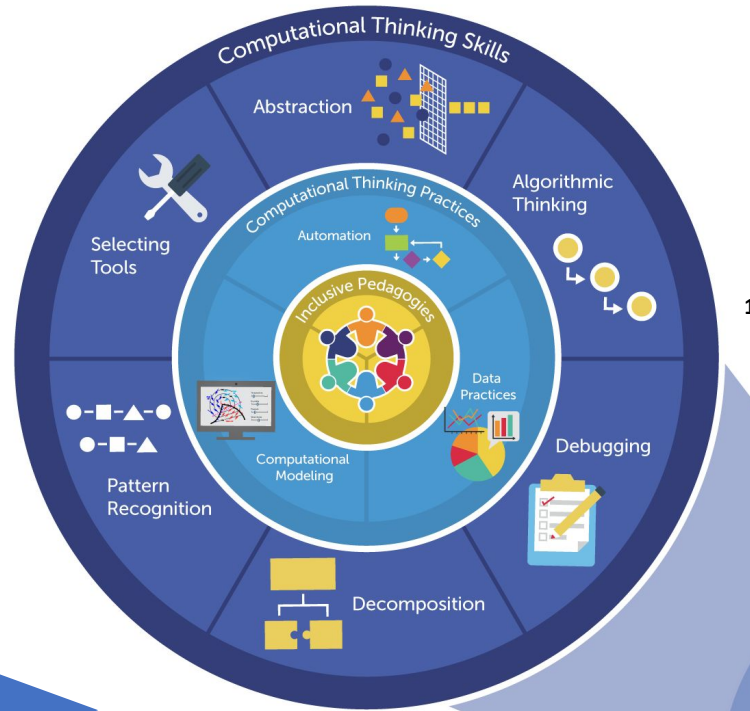 Computational Thinking Skills
Abstraction
Algorithmic
Thinking
Selecting
Tools
Computational Thinking Practices
Automation
Inclusive Pedagogies
1
Data
Practices
Debugging
Computational
Modeling
Pattern
Recognition
Decomposition